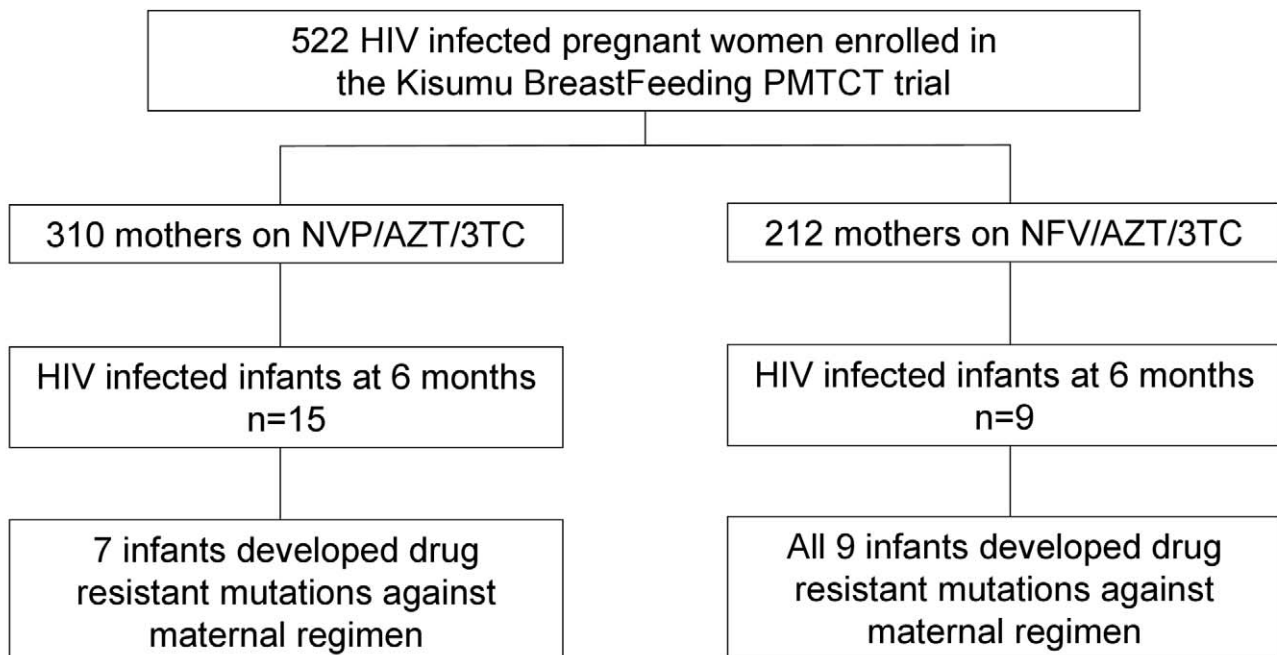 522 HIV infected pregnant women enrolled in
the Kisumu BreastFeeding PMTCT trial
310 mothers on NVP/AZT/3TC
212 mothers on NFV/AZT/3TC
HIV infected infants at 6 months
n=15
HIV infected infants at 6 months
n=9
7 infants developed drug
resistant mutations against
maternal regimen
All 9 infants developed drug
resistant mutations against
maternal regimen